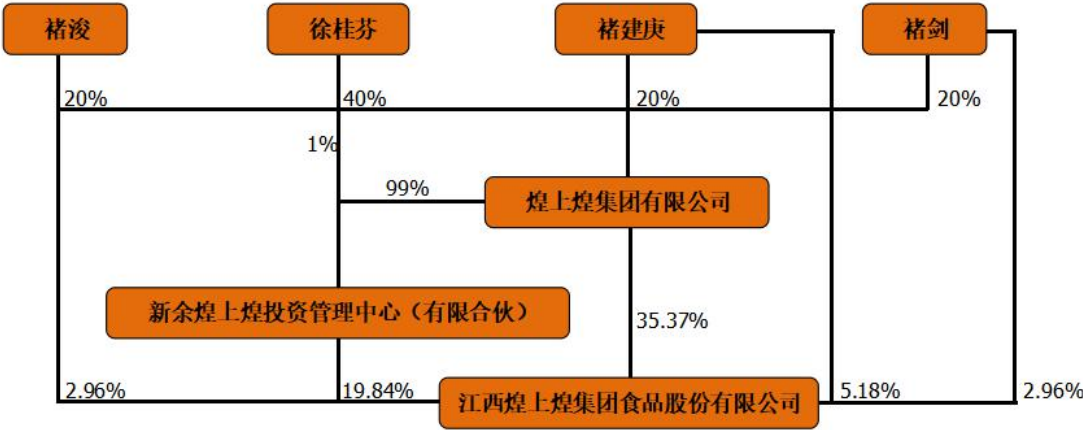 褚浚
徐桂芬
褚建庚
褚剑
20%
40%
20%
20%
1%
99%
煌上煌集团有限公司
新余煌上煌投资管理中心（有限合伙）
35.37%
2.96%
19.84%
江西煌上煌集团食品股份有限公司
5.18%
2.96%